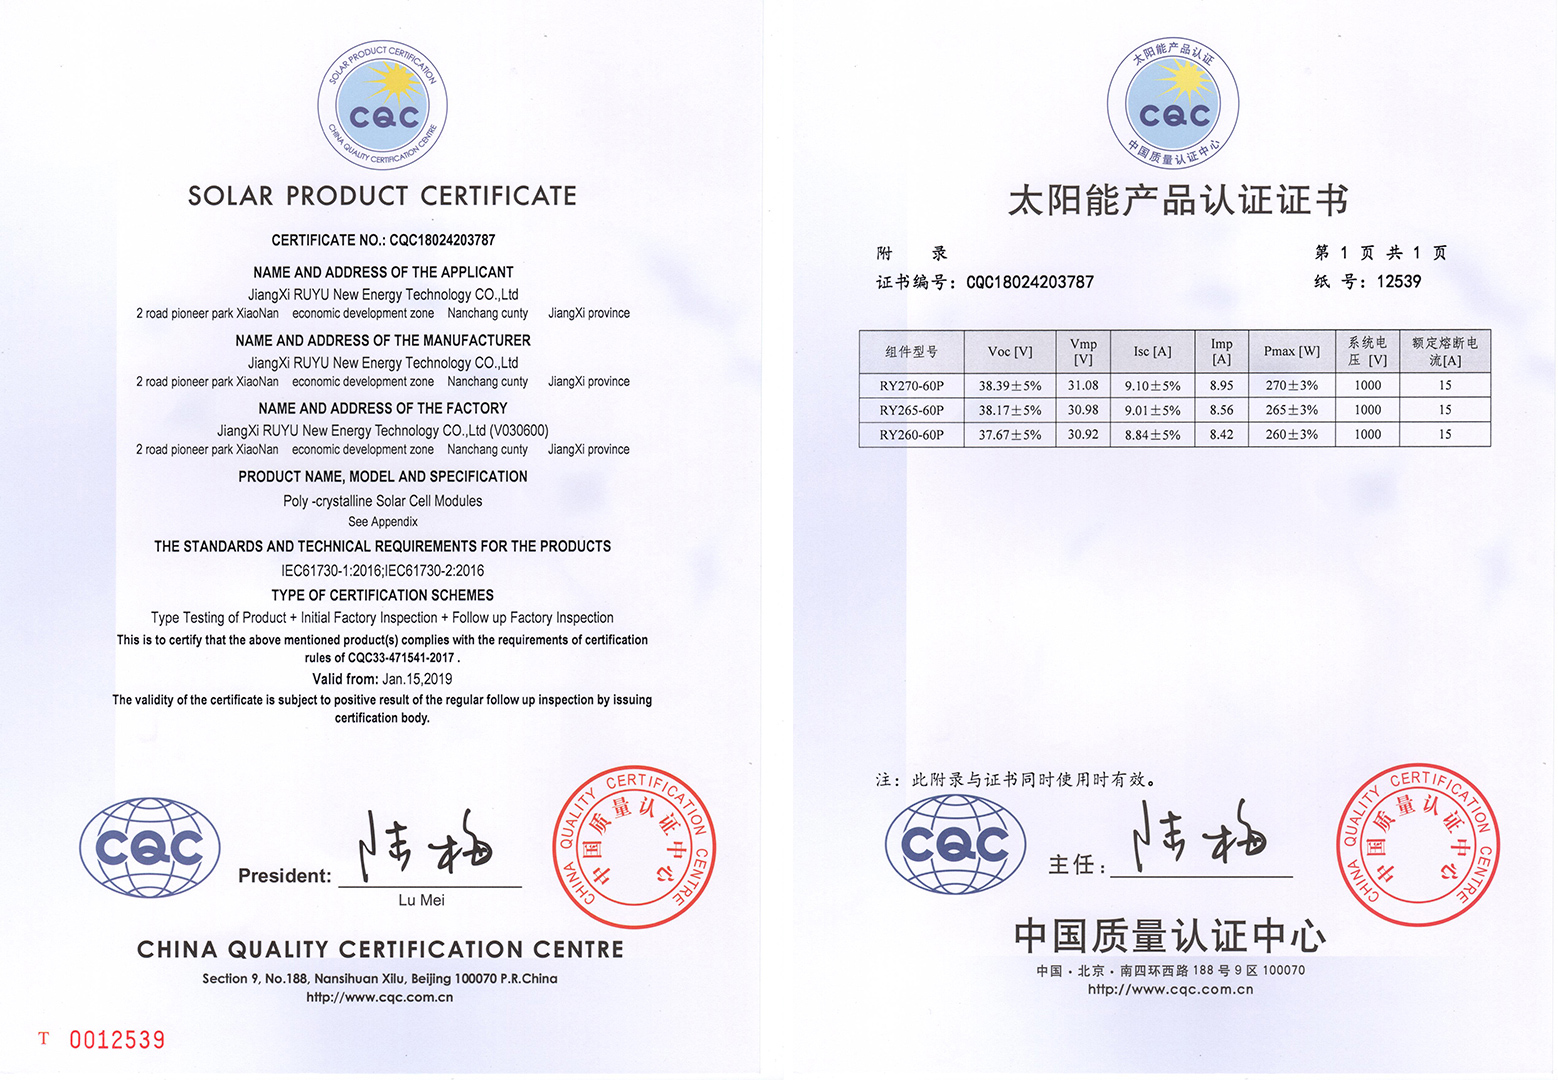 SOLAR PRODUCT CERTIFICATION
CQC
CHINA QUALITY CERTIFICATION CENTRE
SOLAR PRODUCT CERTIFICATE
CERTIFICATE NO.: CQC18024203787
NAME AND ADDRESS OF THE APPLICANT
JiangXi RUYU New Energy Technology CO.,Ltd
2 road pioneer park XiaoNan economic development zone Nanchang cunty JiangXi province
NAME AND ADDRESS OF THE MANUFACTURER
JiangXi RUYU New Energy Technology CO.,Ltd
2 road pioneer park XiaoNan economic development zone Nanchang cunty JiangXi province
NAME AND ADDRESS OF THE FACTORY
JiangXi RUYU New Energy Technology CO.,Ltd (V030600)
2 road pioneer park XiaoNan economic development zone Nanchang cunty JiangXi province
PRODUCT NAME, MODEL AND SPECIFICATION
Poly -crystalline Solar Cell Modules
See Appendix
THE STANDARDS AND TECHNICAL REQUIREMENTS FOR THE PRODUCTS
IEC61730-1:2016;IEC61730-2:2016
TYPE OF CERTIFICATION SCHEMES
Type Testing of Product + Initial Factory Inspection + Follow up Factory Inspection
This is to certify that the above mentioned product(s) complies with the requirements of certification
rules of CQC33-471541-2017 .
Valid from: Jan.15,2019
The validity of the certificate is subject to positive result of the regular follow up inspection by issuing
certification body.
CQC
President: 陆梅
Lu Mei
CHINA QUALITY CERTIFICATION CENTRE
中国质量认证中心
CHINA QUALITY CERTIFICATION CENTRE
Section 9, No.188, Nansihuan Xilu, Beijing 100070 P.R.China
http://www.cqc.com.cn
T 0012539
太阳能产品认证
CQC
中国质量认证中心
太阳能产品认证证书
附 录 第 1 页 共 1 页
证书编号: CQC18024203787 纸 号: 12539
组件型号 Voc [V] Vmp [V] Isc [A] Imp [A] Pmax [W] 系统电压 [V] 额定熔断电流[A]
RY270-60P 38.39±5% 31.08 9.10±5% 8.95 270±3% 1000 15
RY265-60P 38.17±5% 30.98 9.01±5% 8.56 265±3% 1000 15
RY260-60P 37.67±5% 30.92 8.84±5% 8.42 260±3% 1000 15
注: 此附录与证书同时使用时有效。
CQC
主任: 陆梅
CHINA QUALITY CERTIFICATION CENTRE
中国质量认证中心
中国质量认证中心
中国·北京·南四环西路 188 号 9 区 100070
http://www.cqc.com.cn